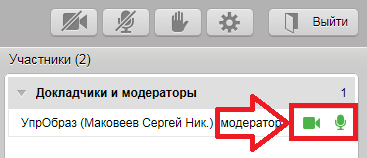 Выйти
Участники (2)
Докладчики и модераторы 1
УпрОбраз (Маковеев Сергей Ник.) модератор